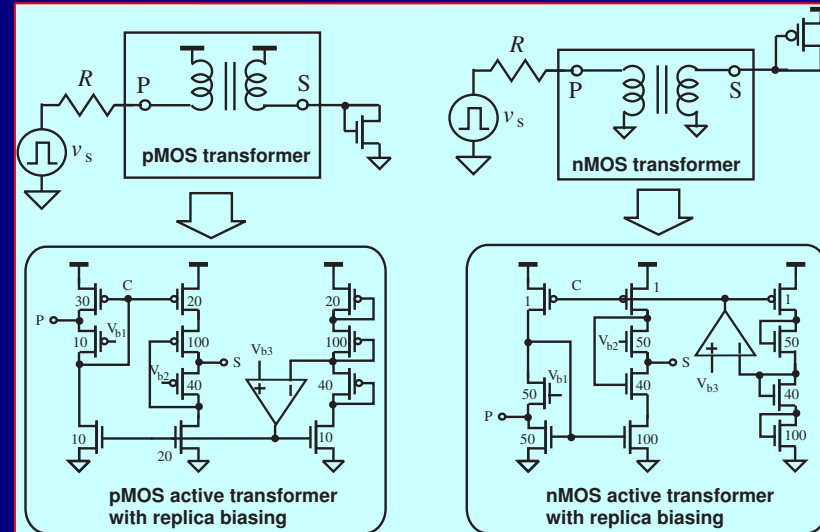 R
P
S
v s
pMOS transformer
R
P
S
v s
nMOS transformer
30
C
20
20
P
10
V b1
100
100
S
V b3
V b2
40
40
+
−
10
20
10
pMOS active transformer
with replica biasing
1
C
1
1
V b2
50
50
S
+
−
V b1
50
40
V b3
40
P
50
100
100
nMOS active transformer
with replica biasing